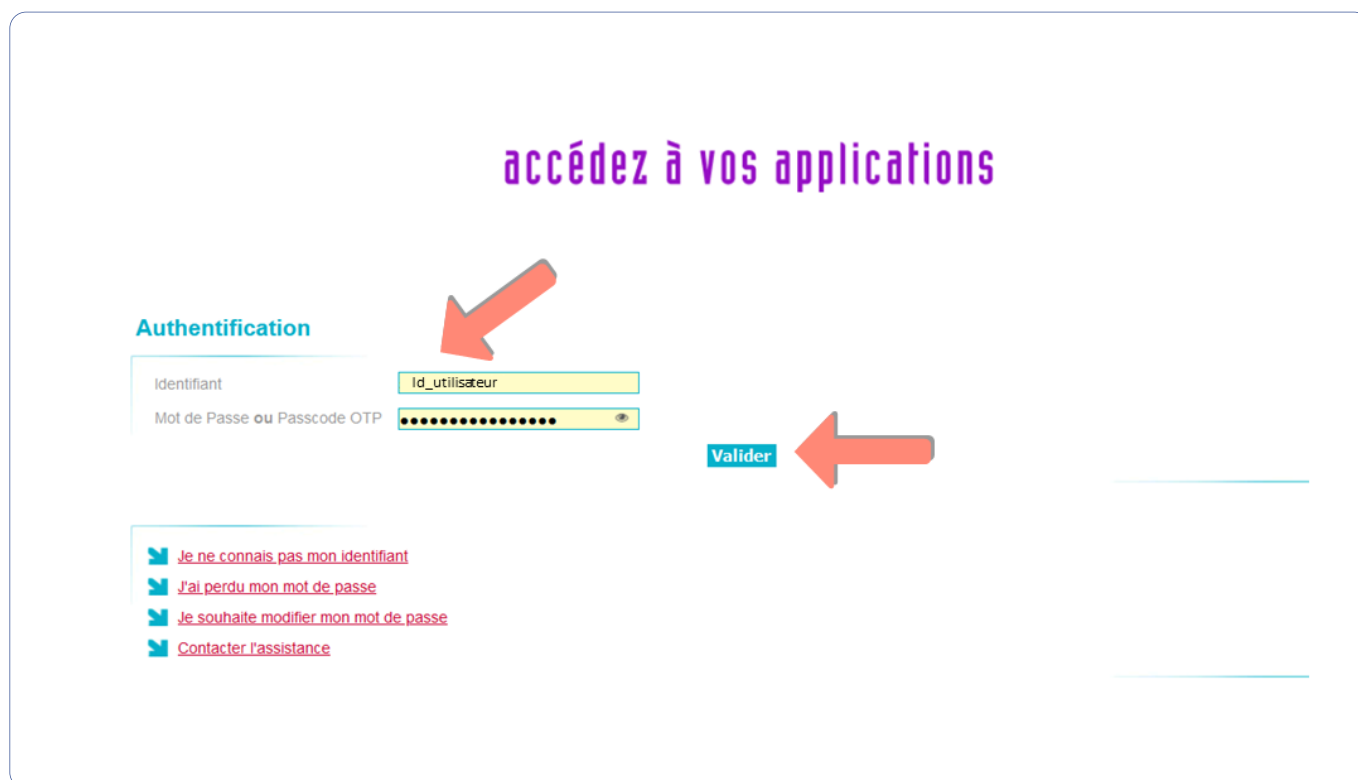 accédez à vos applications
Authentification
Identifiant
Id_utilisateur
Mot de Passe ou Passcode OTP
••••••••••••••••
Valider
Je ne connais pas mon identifiant
J'ai perdu mon mot de passe
Je souhaite modifier mon mot de passe
Contacter l'assistance